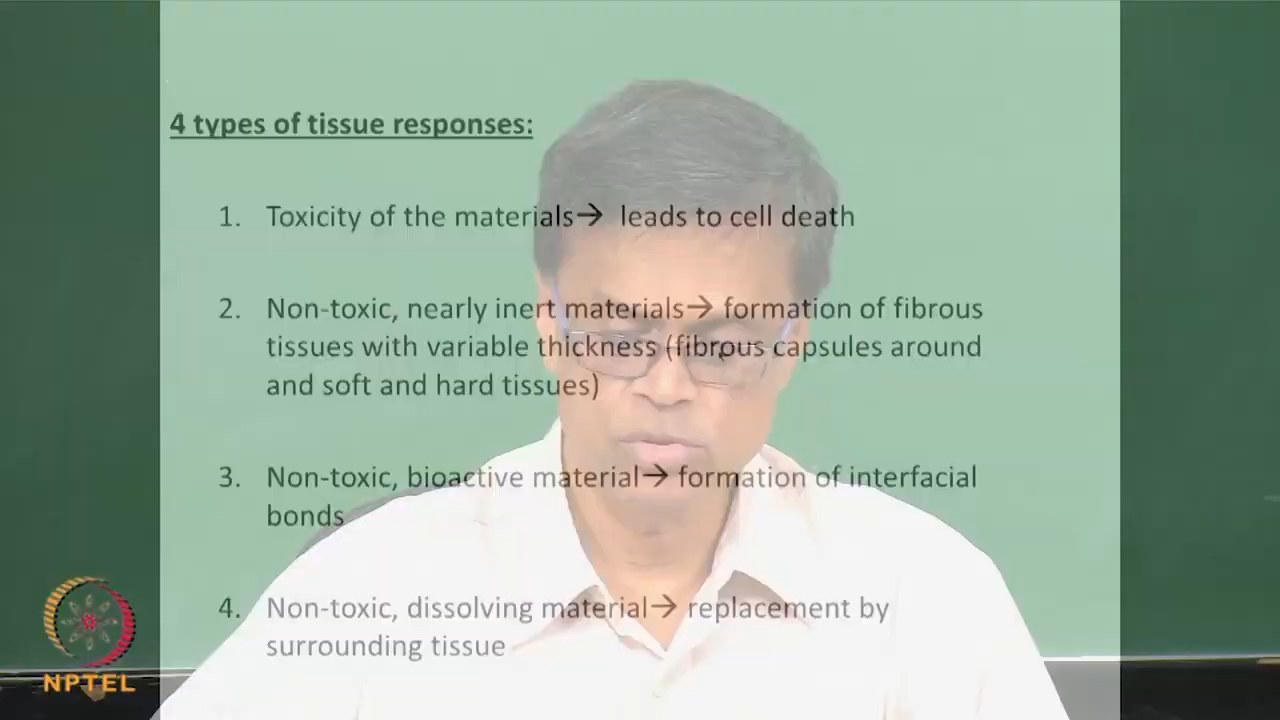 4 types of tissue responses:
1. Toxicity of the materials→ leads to cell death
2. Non-toxic, nearly inert materials→ formation of fibrous
tissues with variable thickness (fibrous capsules around
and soft and hard tissues)
3. Non-toxic, bioactive material→ formation of interfacial
bonds
4. Non-toxic, dissolving material→ replacement by
surrounding tissue
NPTEL